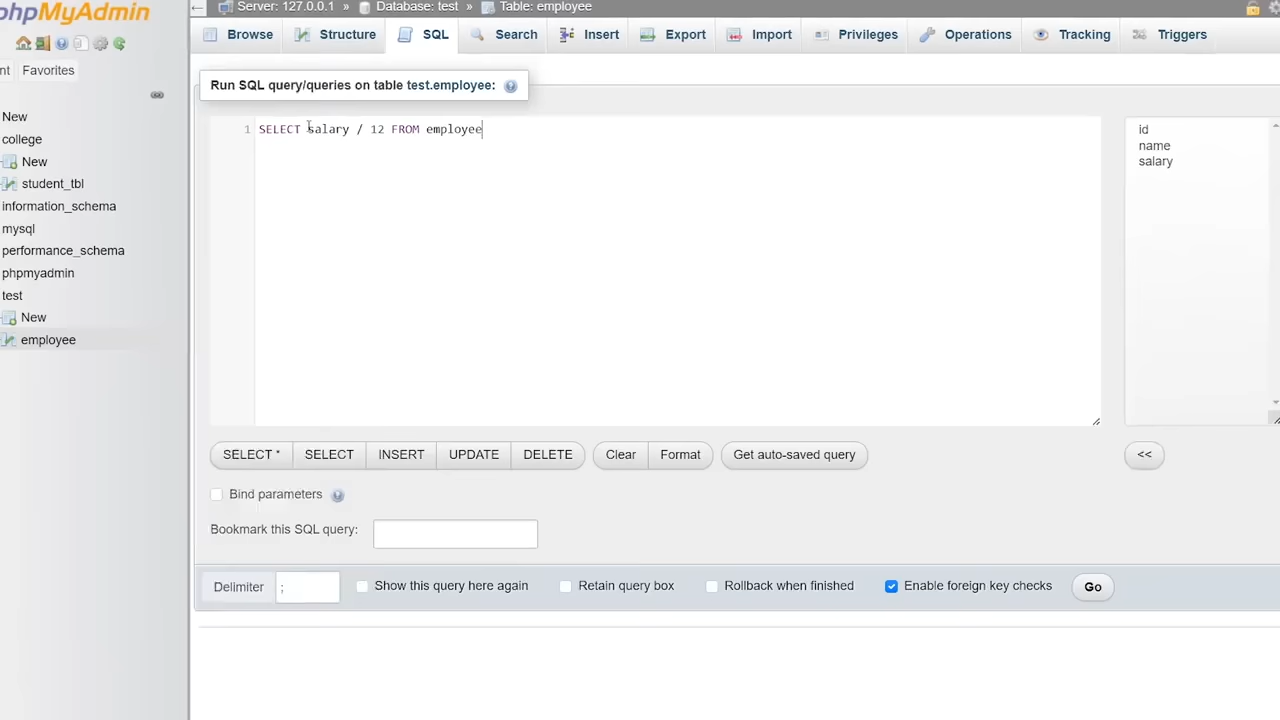 phpMyAdmin
Server: 127.0.0.1 » Database: test » Table: employee
Browse Structure SQL Search Insert Export Import Privileges Operations Tracking Triggers
nt Favorites
New
college
New
student_tbl
information_schema
mysql
performance_schema
phpmyadmin
test
New
employee
Run SQL query/queries on table test.employee:
1 SELECT salary / 12 FROM employee
id
name
salary
SELECT * SELECT INSERT UPDATE DELETE Clear Format Get auto-saved query <<
Bind parameters
Bookmark this SQL query:
Delimiter ; Show this query here again Retain query box Rollback when finished Enable foreign key checks Go